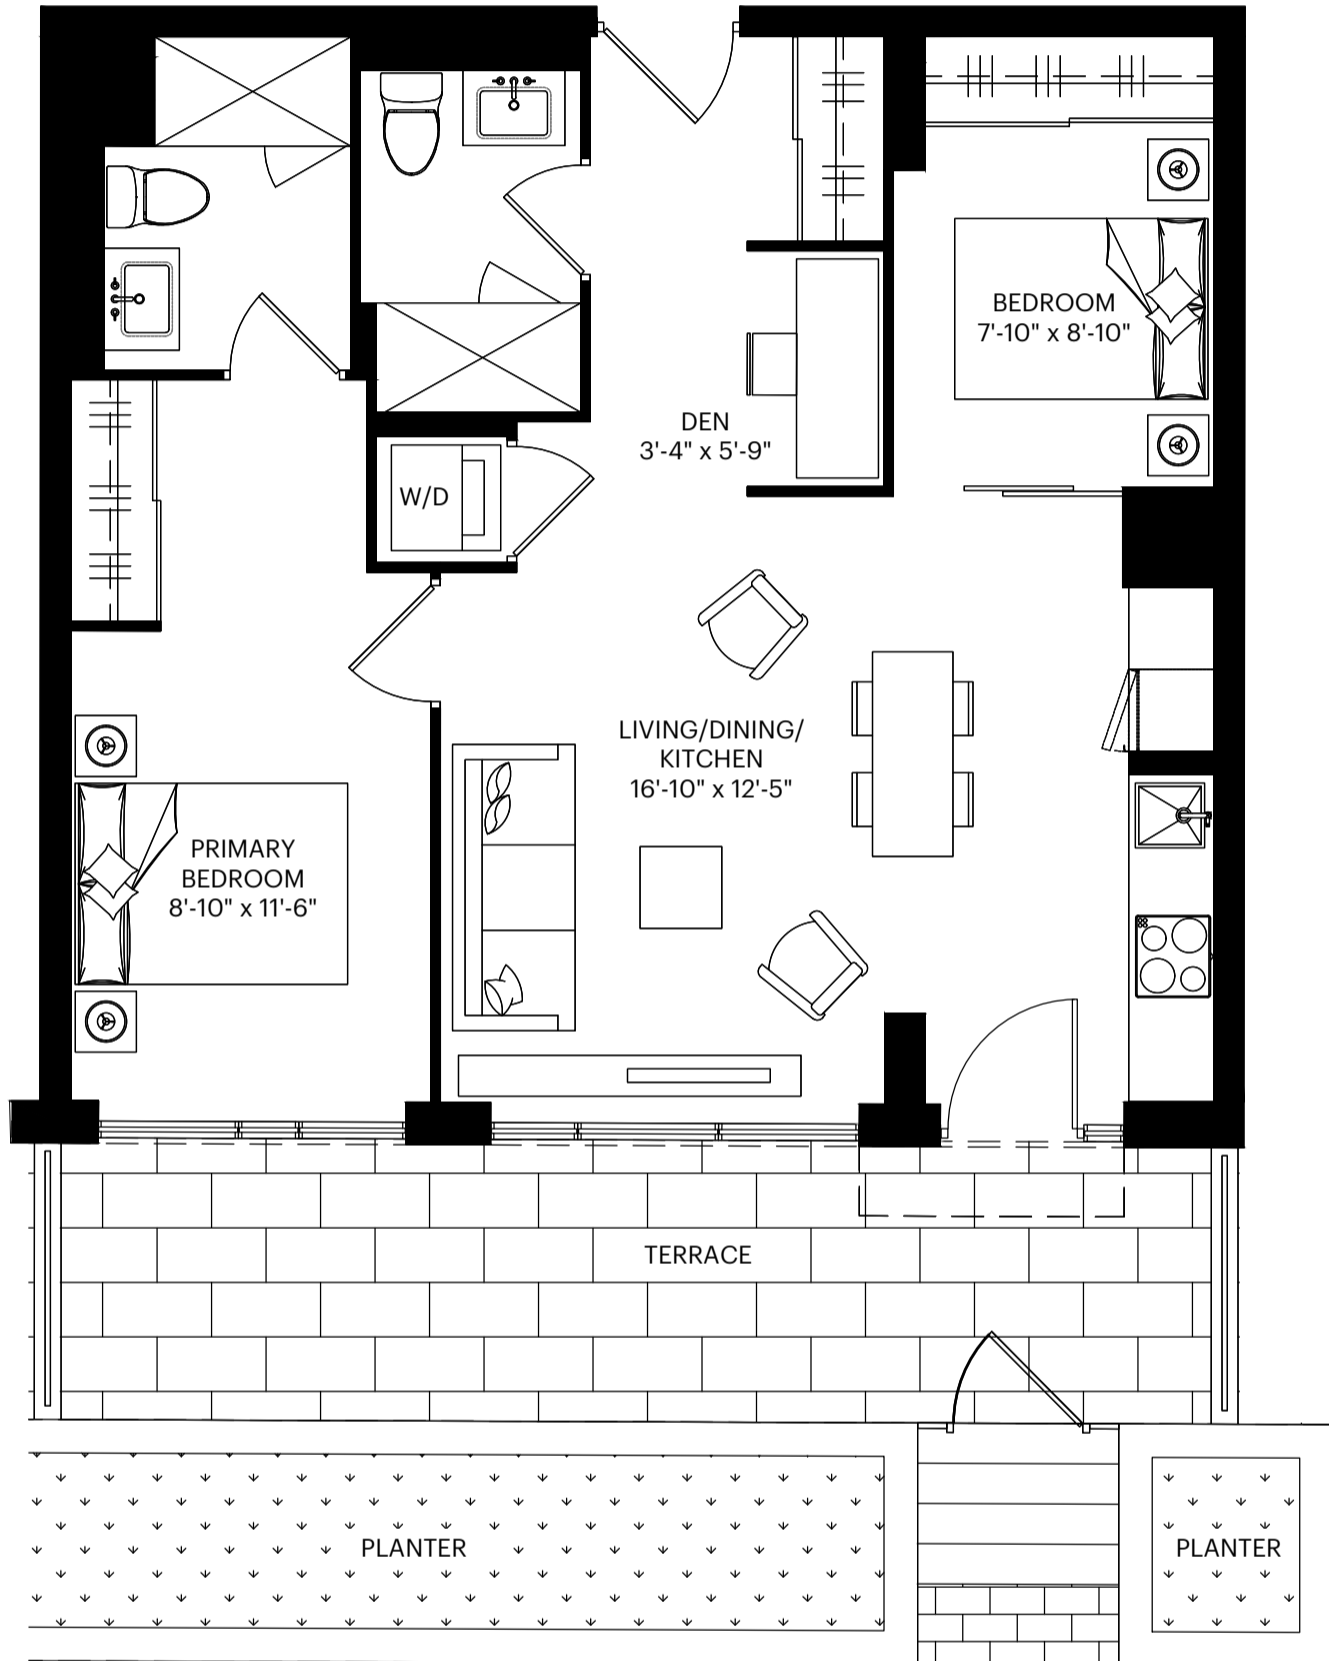 BEDROOM
7'-10" x 8'-10"
DEN
3'-4" x 5'-9"
W/D
LIVING/DINING/
KITCHEN
16'-10" x 12'-5"
PRIMARY
BEDROOM
8'-10" x 11'-6"
TERRACE
PLANTER
PLANTER